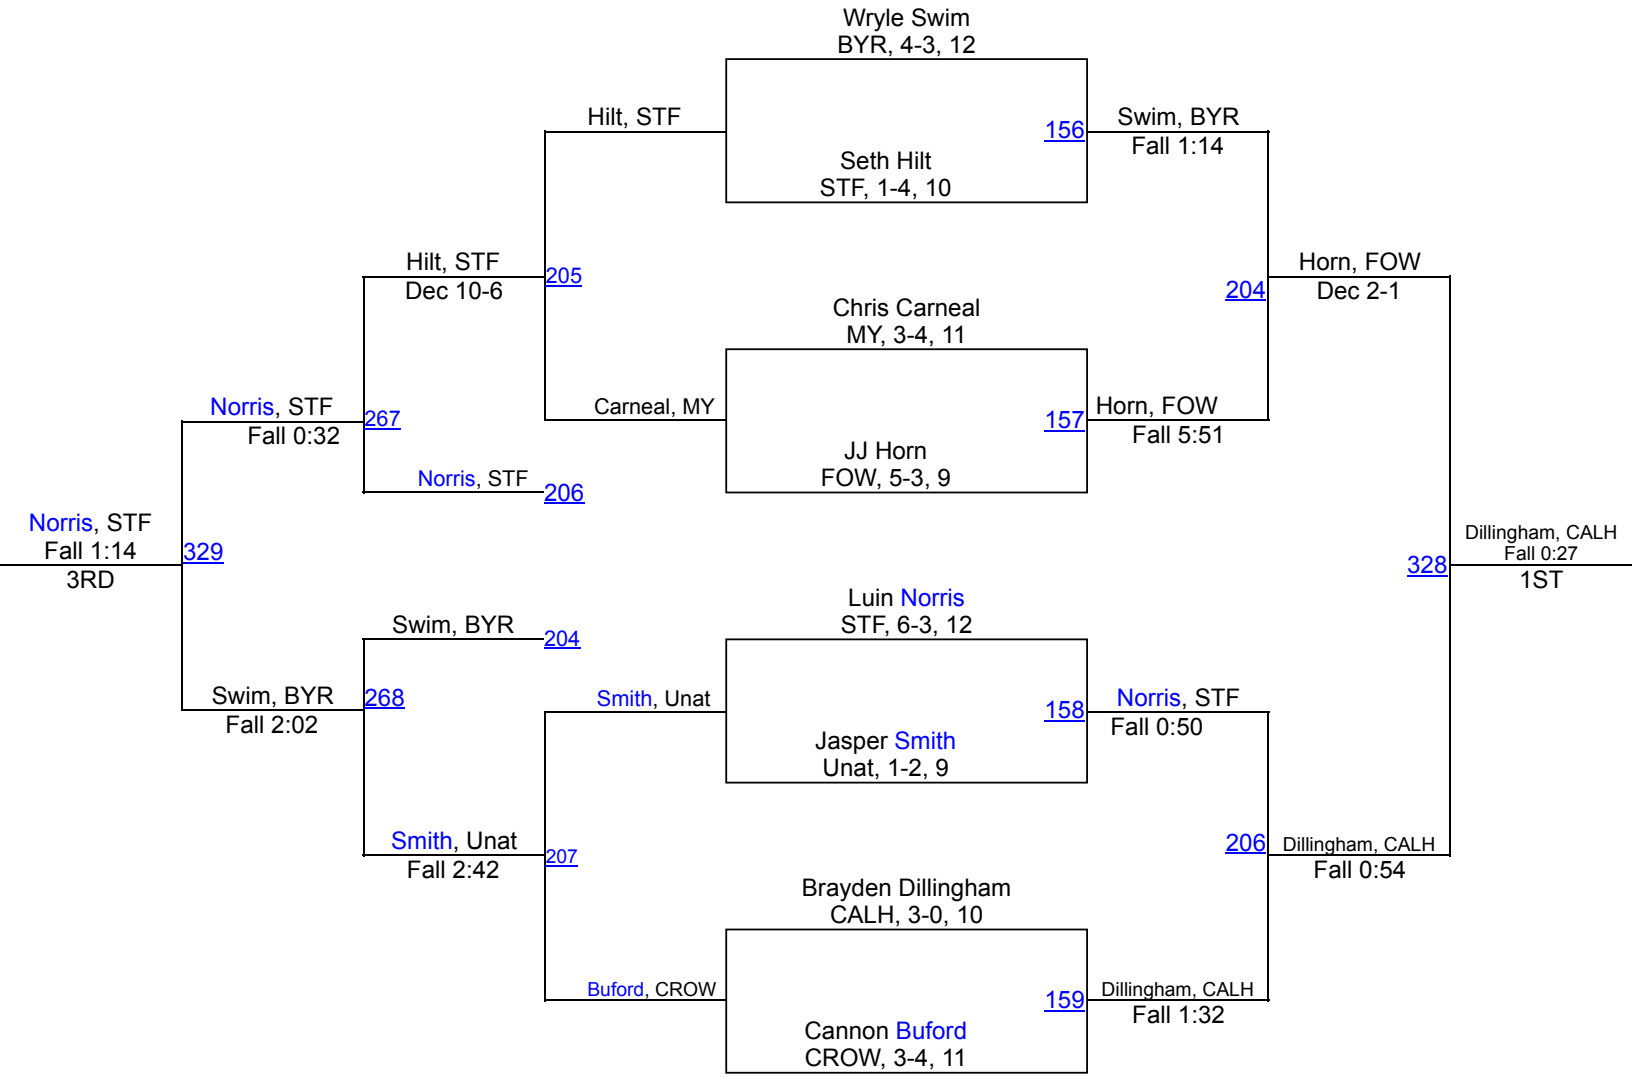 Wryle Swim
BYR, 4-3, 12
Hilt, STF
156
Swim, BYR
Fall 1:14
Seth Hilt
STF, 1-4, 10
Hilt, STF
Dec 10-6
205
204
Horn, FOW
Dec 2-1
Chris Carneal
MY, 3-4, 11
Norris, STF
Fall 0:32
267
Carneal, MY
157
Horn, FOW
Fall 5:51
JJ Horn
FOW, 5-3, 9
Norris, STF
206
Norris, STF
Fall 1:14
3RD
329
328
Dillingham, CALH
Fall 0:27
1ST
Luin Norris
STF, 6-3, 12
Swim, BYR
204
Swim, BYR
Fall 2:02
268
Smith, Unat
158
Norris, STF
Fall 0:50
Jasper Smith
Unat, 1-2, 9
Smith, Unat
Fall 2:42
207
206
Dillingham, CALH
Fall 0:54
Brayden Dillingham
CALH, 3-0, 10
Buford, CROW
159
Dillingham, CALH
Fall 1:32
Cannon Buford
CROW, 3-4, 11